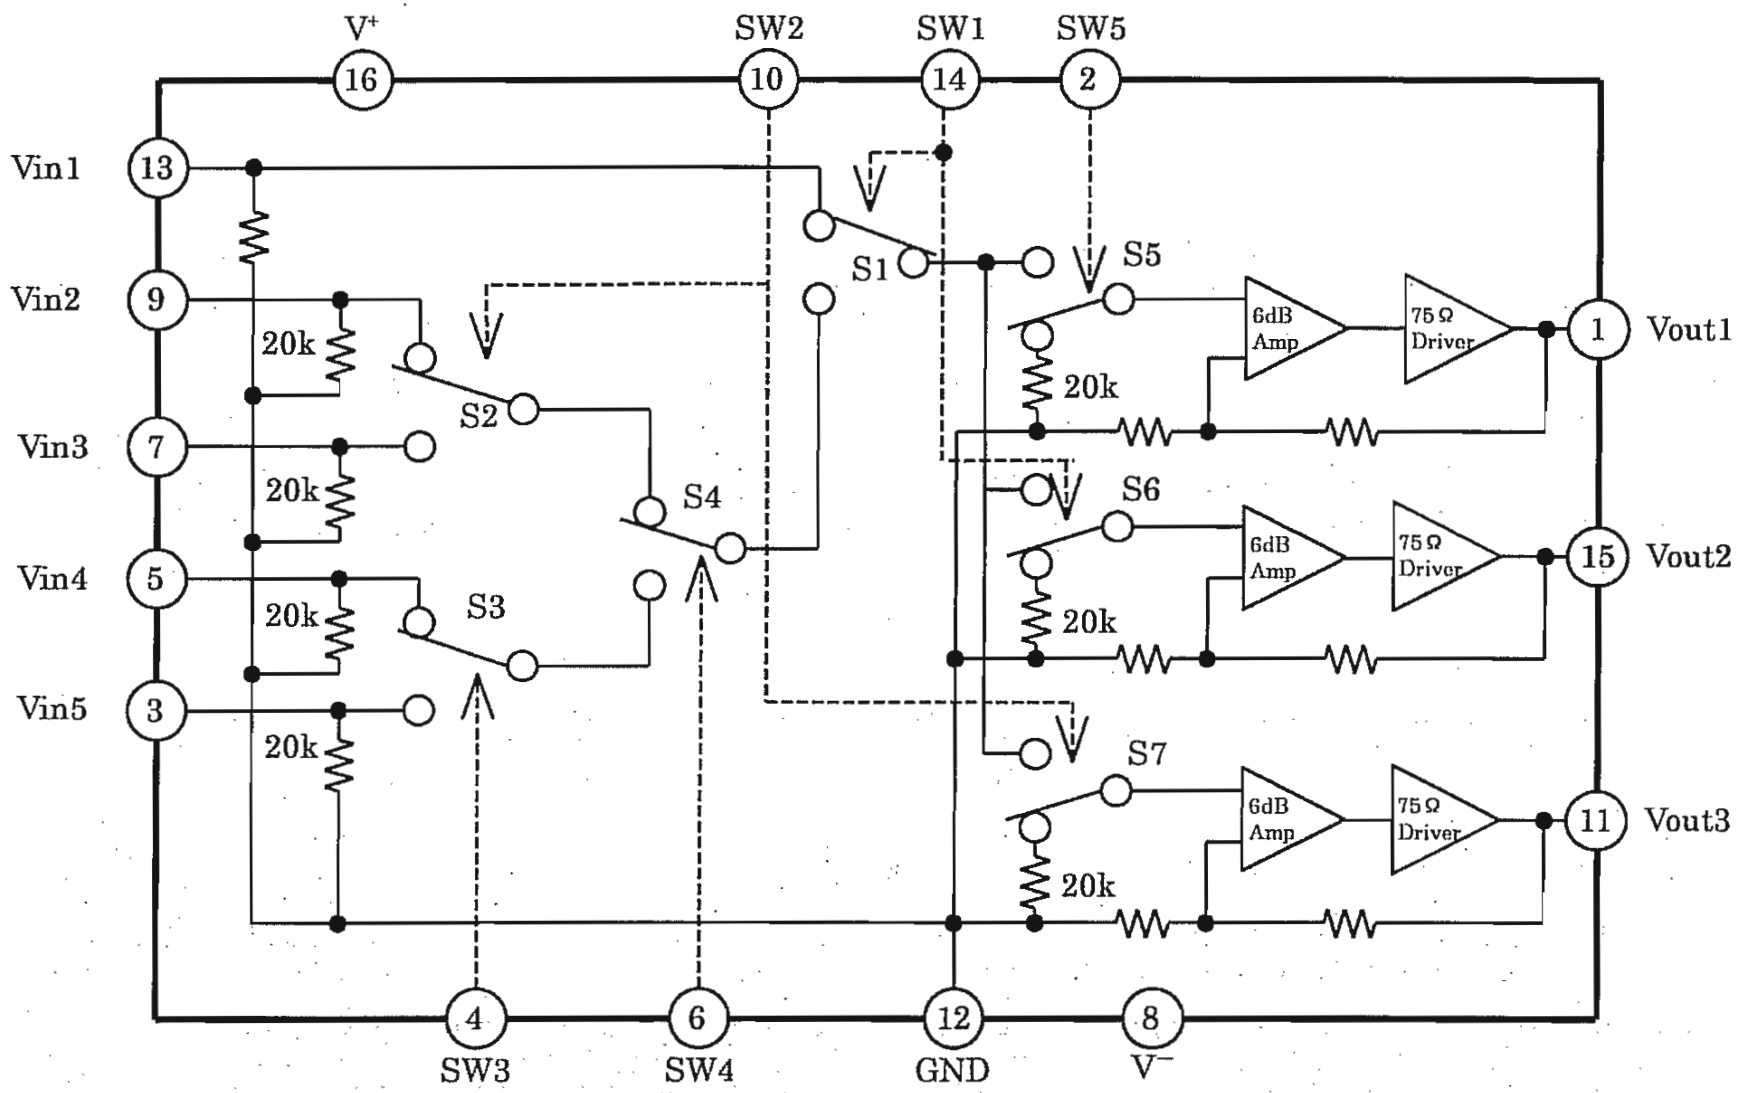 V⁺ SW2 SW1 SW5
16 10 14 2
Vin1 13
S5
S1
Vin2 9
6dB Amp
75Ω Driver
1 Vout1
20k
20k
S2
Vin3 7
20k
S4
S6
6dB Amp
75Ω Driver
15 Vout2
Vin4 5
S3
20k
20k
Vin5 3
20k
S7
6dB Amp
75Ω Driver
11 Vout3
20k
4 6 12 8
SW3 SW4 GND V⁻